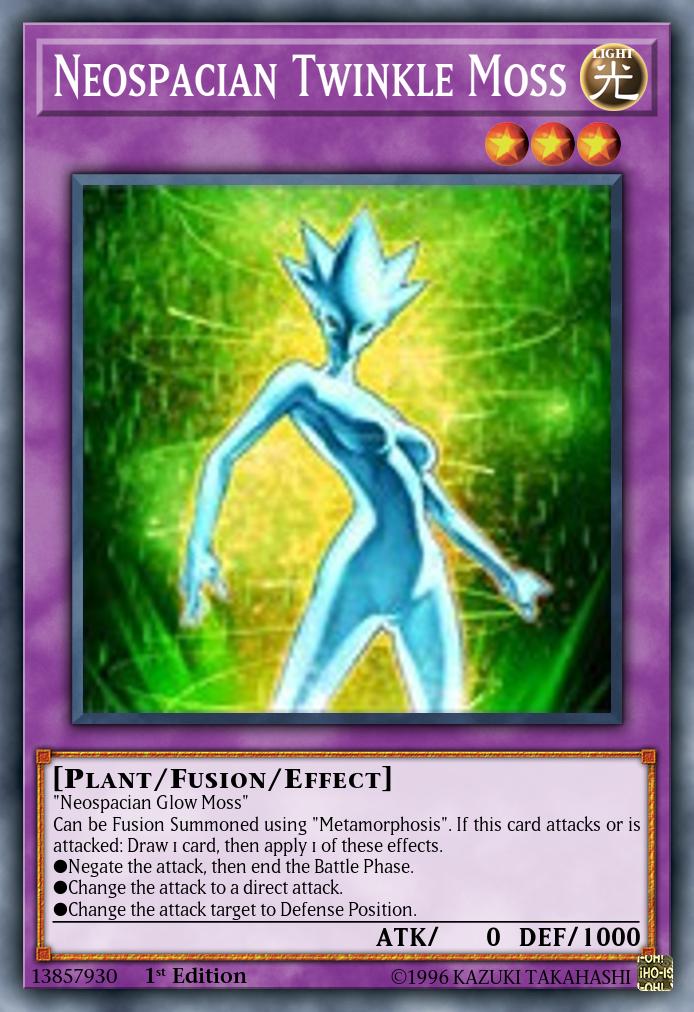 Neospacian Twinkle Moss
LIGHT
光
[Plant/Fusion/Effect]
"Neospacian Glow Moss"
Can be Fusion Summoned using "Metamorphosis". If this card attacks or is
attacked: Draw 1 card, then apply 1 of these effects.
●Negate the attack, then end the Battle Phase.
●Change the attack to a direct attack.
●Change the attack target to Defense Position.
ATK/ 0 DEF/1000
13857930 1st Edition ©1996 KAZUKI TAKAHASHI